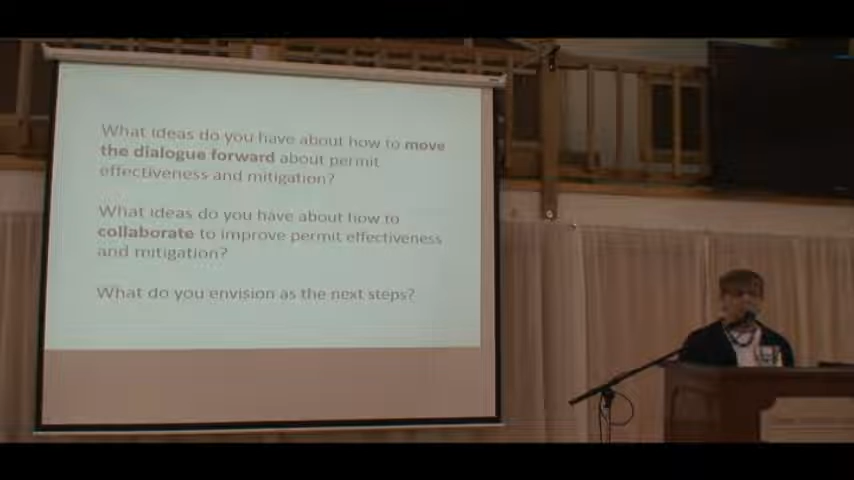 What ideas do you have about how to move
the dialogue forward about permit
effectiveness and mitigation?
What ideas do you have about how to
collaborate to improve permit effectiveness
and mitigation?
What do you envision as the next steps?